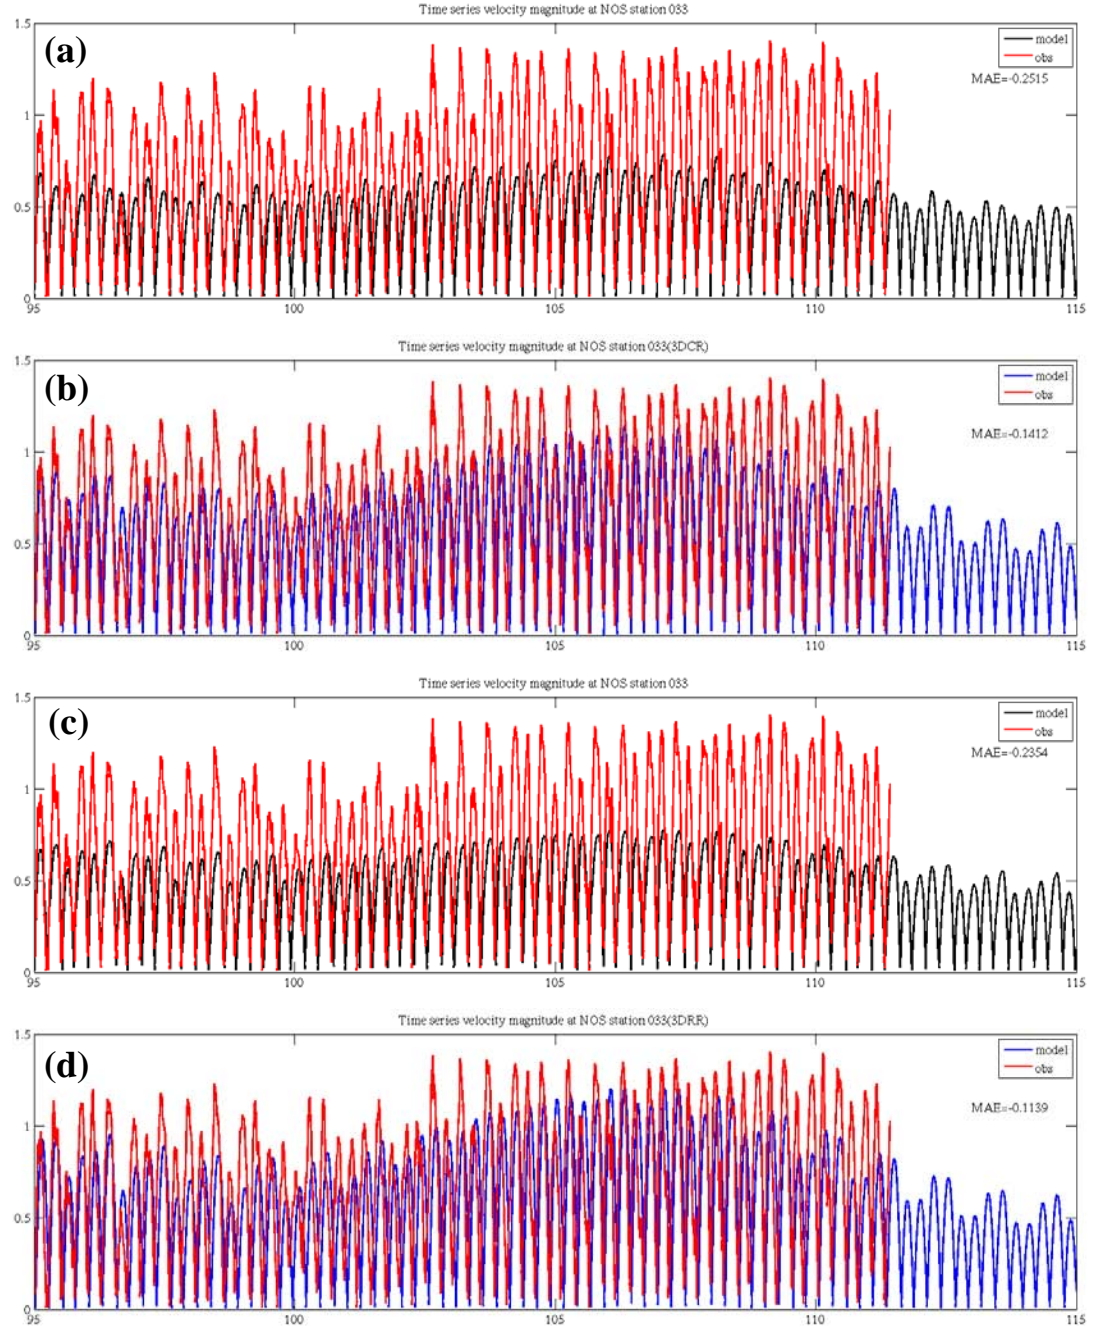 Time series velocity magnitude at NOS station 033
(a)
1.5
1
0.5
0
model
obs
MAE=-0.2515
95 100 105 110 115
Time series velocity magnitude at NOS station 033(3DCR)
(b)
1.5
1
0.5
0
model
obs
MAE=-0.1412
95 100 105 110 115
Time series velocity magnitude at NOS station 033
(c)
1.5
1
0.5
0
model
obs
MAE=-0.2354
95 100 105 110 115
Time series velocity magnitude at NOS station 033(3DRR)
(d)
1.5
1
0.5
0
model
obs
MAE=-0.1139
95 100 105 110 115